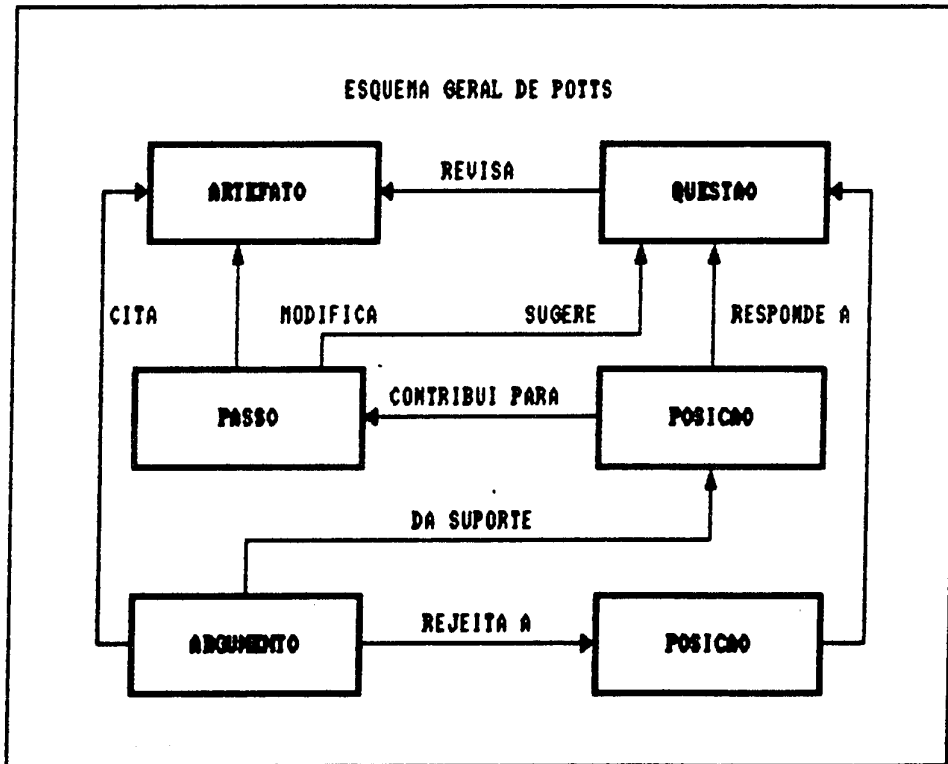 ESQUEMA GERAL DE POTTS
ARTEFATO
REVISA
QUESTAO
CITA
MODIFICA
SUGERE
RESPONDE A
PASSO
CONTRIBUI PARA
POSICAO
DA SUPORTE
ARGUMENTO
REJEITA A
POSICAO